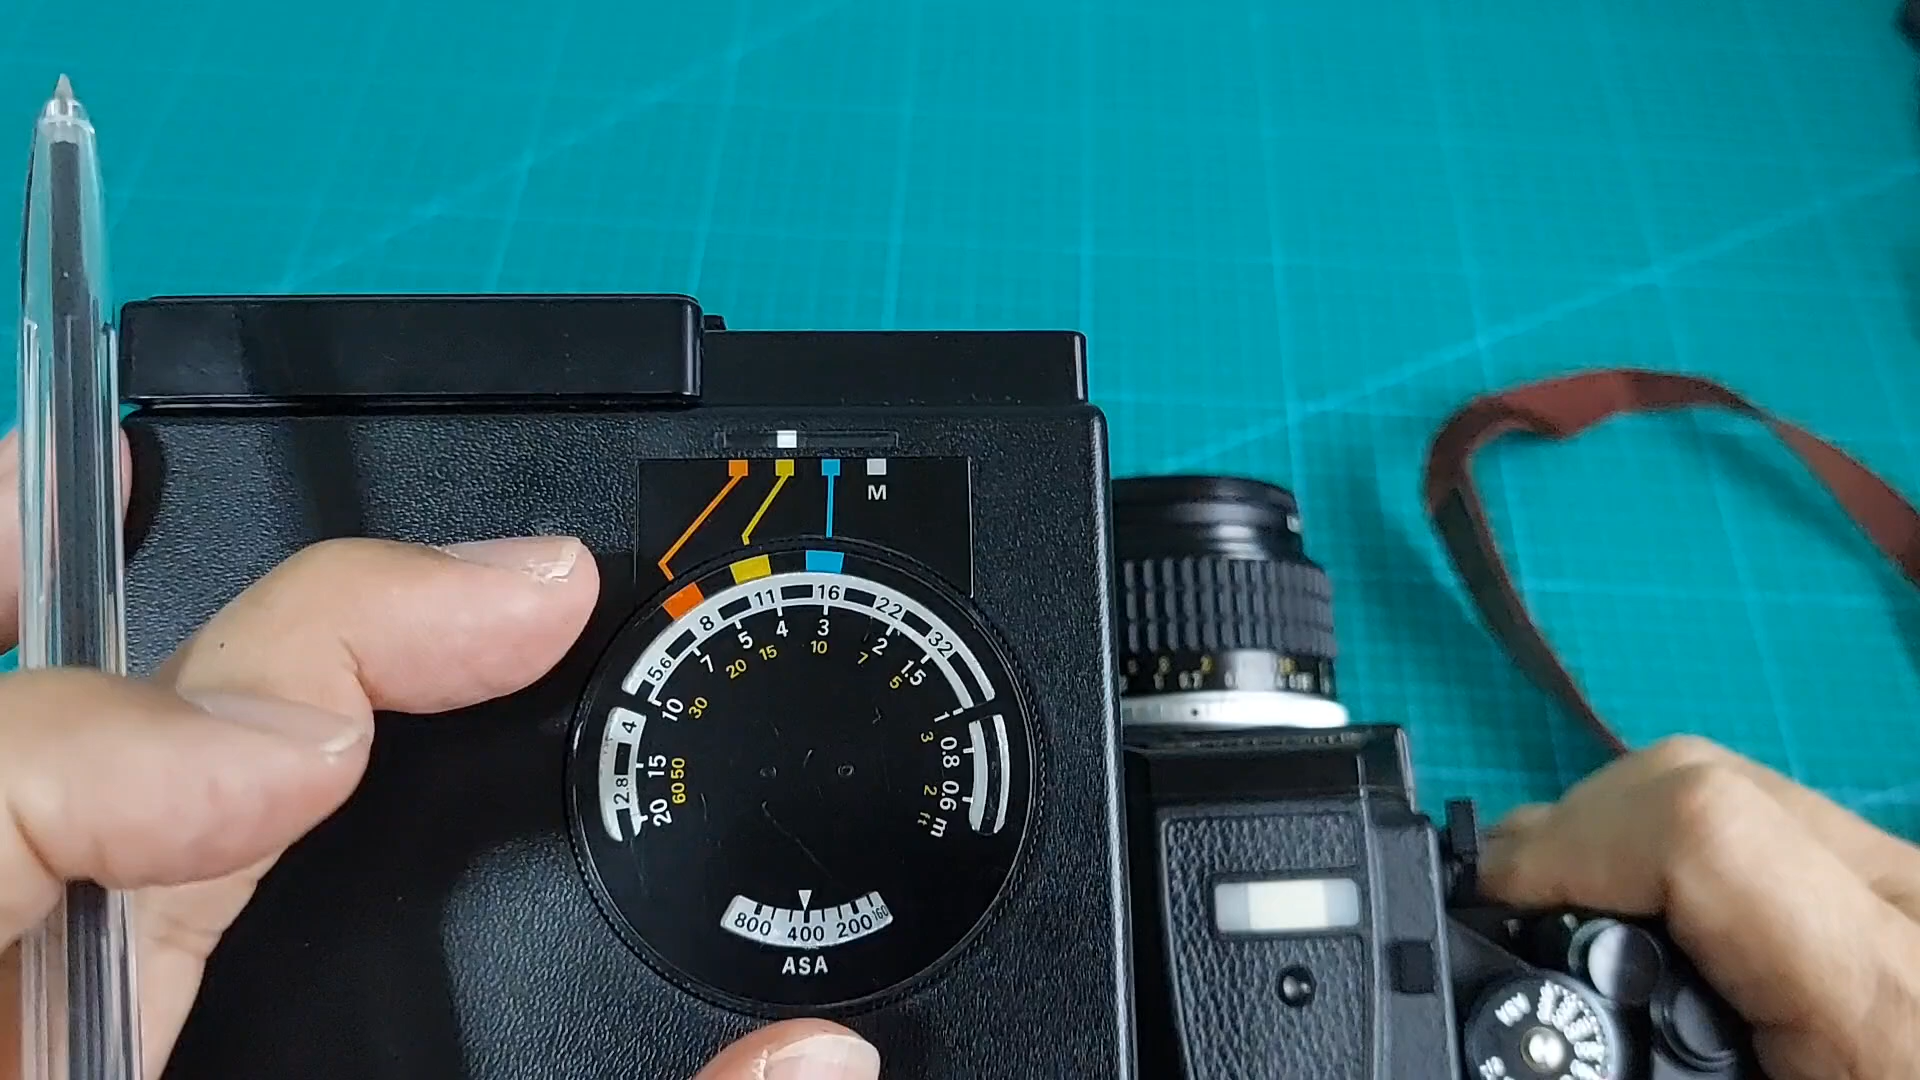 M
2.8 4 5.6 8 11 16 22 32
20 15 10 7 5 4 3 2 1.5 1 0.8 0.6 m
60 50 30 20 15 10 7 5 3 2 ft
800 400 200 160
ASA